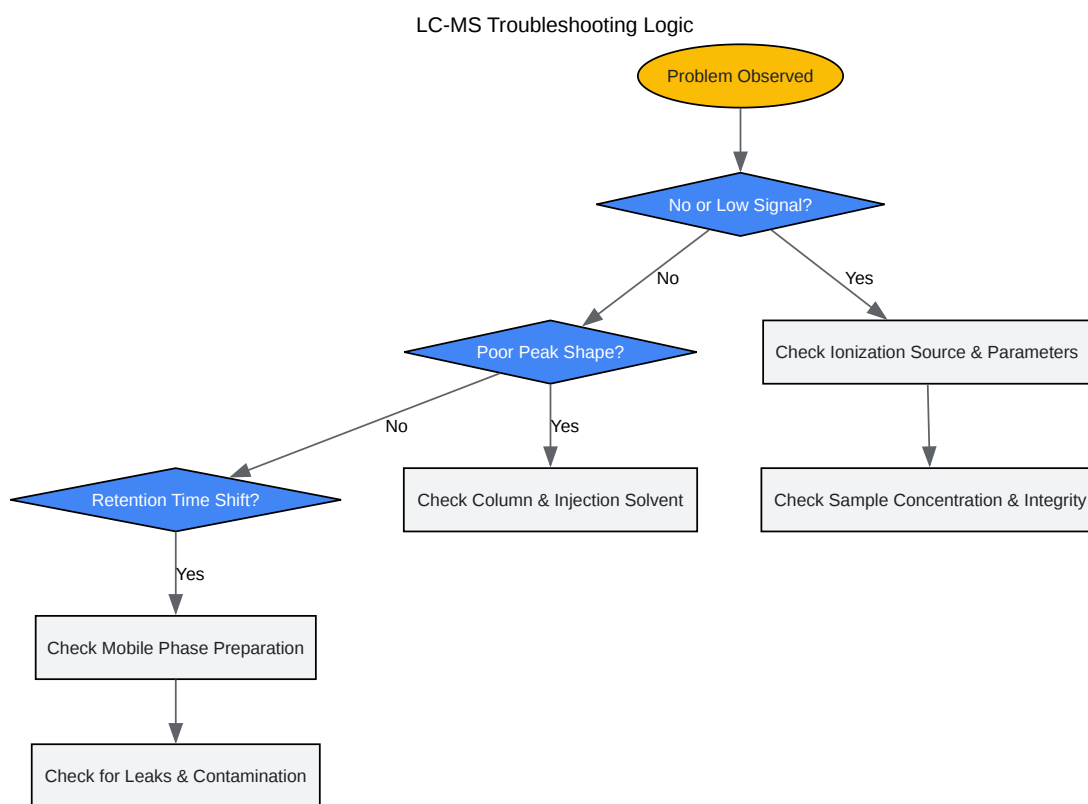 LC-MS Troubleshooting Logic
Problem Observed
No or Low Signal?
No
Yes
Poor Peak Shape?
Check Ionization Source & Parameters
No
Yes
Retention Time Shift?
Check Column & Injection Solvent
Check Sample Concentration & Integrity
Yes
Check Mobile Phase Preparation
Check for Leaks & Contamination